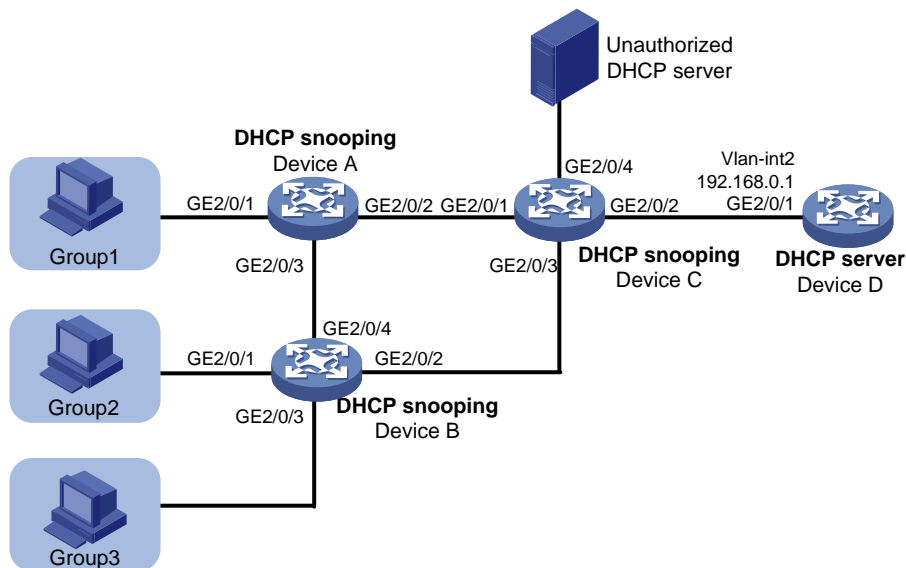 Unauthorized
DHCP server
DHCP snooping
Device A
GE2/0/4
Vlan-int2
192.168.0.1
GE2/0/1
GE2/0/2
GE2/0/1
GE2/0/2
GE2/0/1
Group1
GE2/0/3
GE2/0/3
DHCP snooping
Device C
DHCP server
Device D
GE2/0/4
GE2/0/1
GE2/0/2
Group2
GE2/0/3
DHCP snooping
Device B
Group3